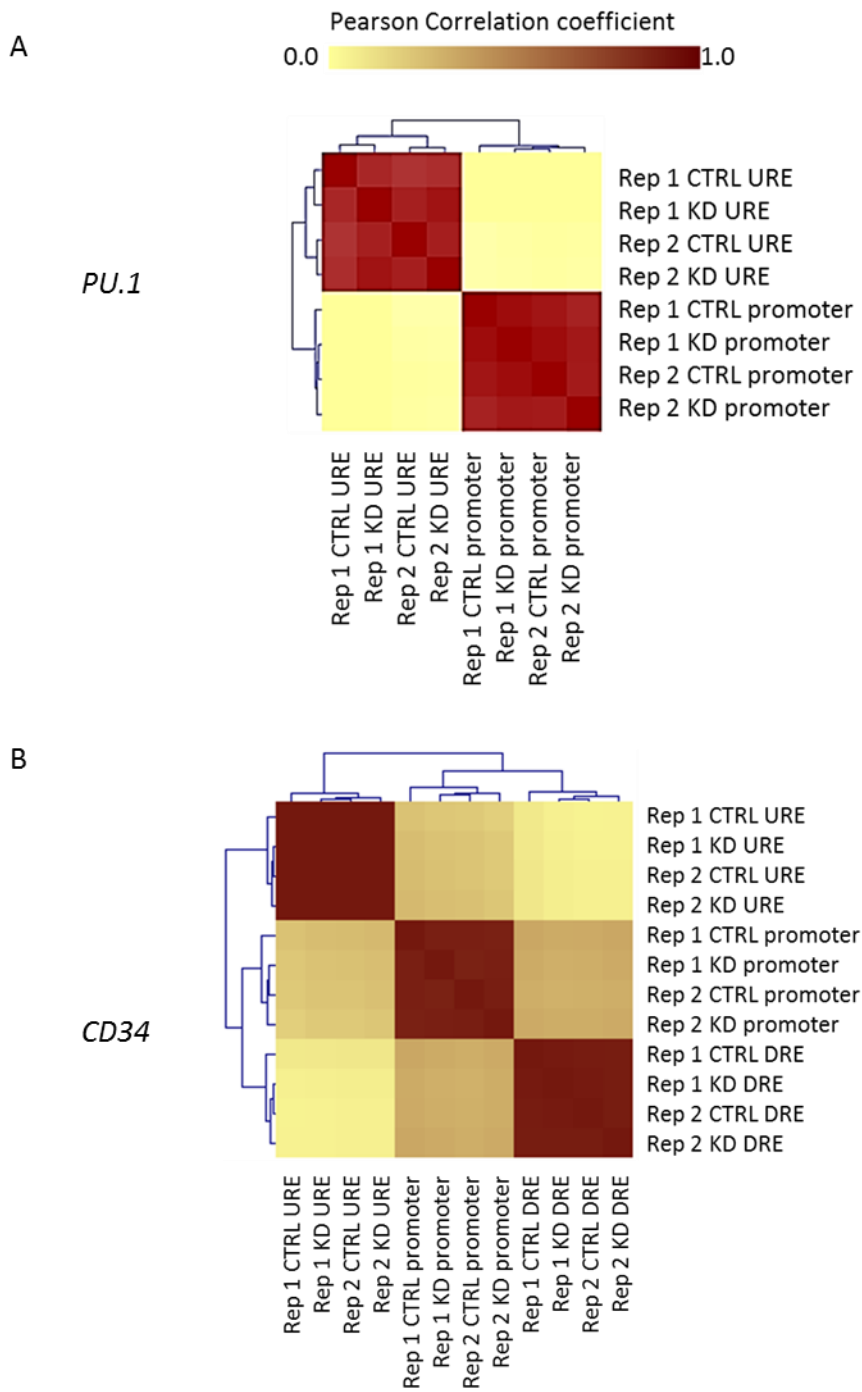 A
Pearson Correlation coefficient
0.0 1.0
Rep 1 CTRL URE
Rep 1 KD URE
Rep 2 CTRL URE
Rep 2 KD URE
Rep 1 CTRL promoter
Rep 1 KD promoter
Rep 2 CTRL promoter
Rep 2 KD promoter
PU.1
Rep 1 CTRL URE
Rep 1 KD URE
Rep 2 CTRL URE
Rep 2 KD URE
Rep 1 CTRL promoter
Rep 1 KD promoter
Rep 2 CTRL promoter
Rep 2 KD promoter
B
Rep 1 CTRL URE
Rep 1 KD URE
Rep 2 CTRL URE
Rep 2 KD URE
Rep 1 CTRL promoter
Rep 1 KD promoter
Rep 2 CTRL promoter
Rep 2 KD promoter
Rep 1 CTRL DRE
Rep 1 KD DRE
Rep 2 CTRL DRE
Rep 2 KD DRE
CD34
Rep 1 CTRL URE
Rep 1 KD URE
Rep 2 CTRL URE
Rep 2 KD URE
Rep 1 CTRL promoter
Rep 1 KD promoter
Rep 2 CTRL promoter
Rep 2 KD promoter
Rep 1 CTRL DRE
Rep 1 KD DRE
Rep 2 CTRL DRE
Rep 2 KD DRE